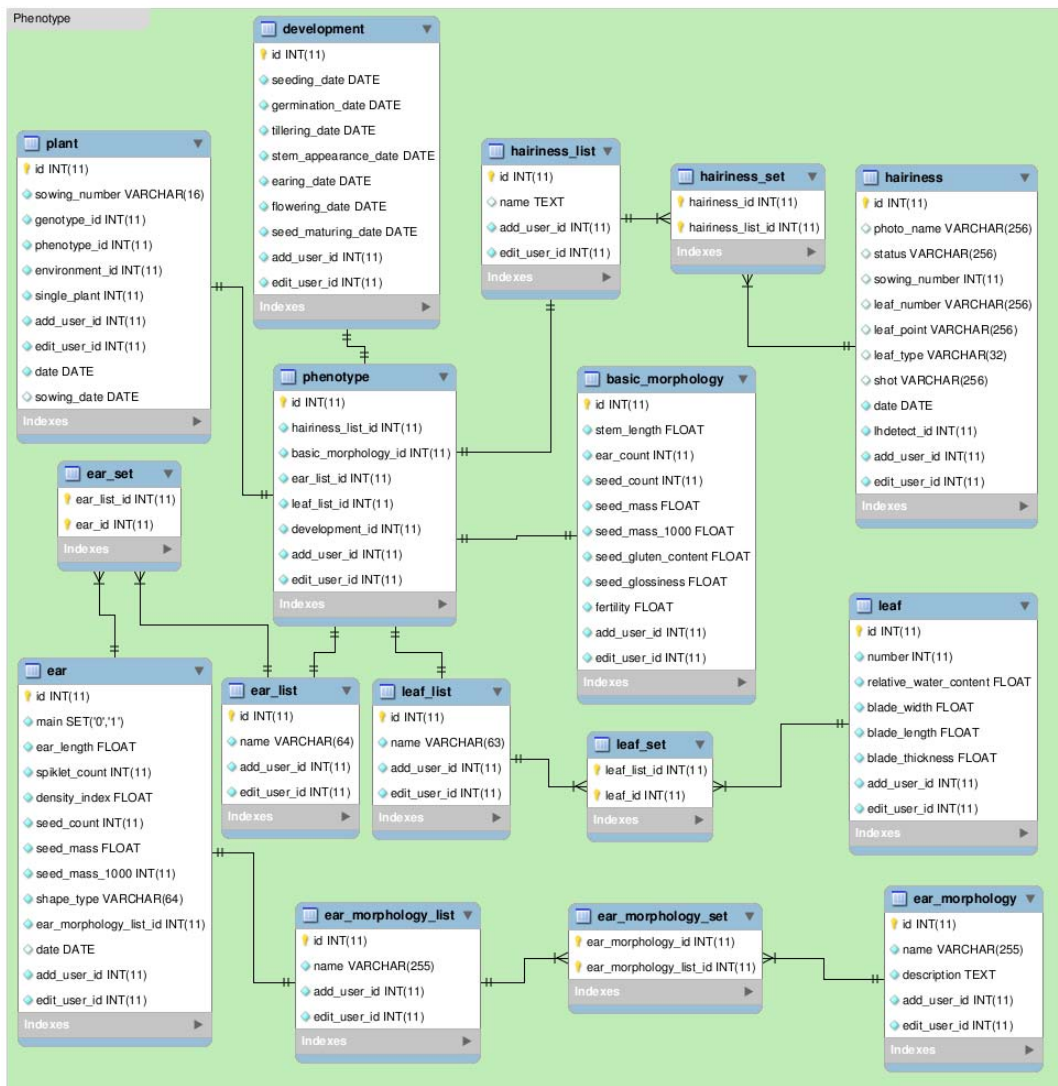 Phenotype
development
id INT(11)
seeding_date DATE
germination_date DATE
tillering_date DATE
stem_appearance_date DATE
earing_date DATE
flowering_date DATE
seed_maturing_date DATE
add_user_id INT(11)
edit_user_id INT(11)
Indexes
plant
id INT(11)
sowing_number VARCHAR(16)
genotype_id INT(11)
phenotype_id INT(11)
environment_id INT(11)
single_plant INT(11)
add_user_id INT(11)
edit_user_id INT(11)
date DATE
sowing_date DATE
Indexes
hairiness_list
id INT(11)
name TEXT
add_user_id INT(11)
edit_user_id INT(11)
Indexes
hairiness_set
hairiness_id INT(11)
hairiness_list_id INT(11)
Indexes
hairiness
id INT(11)
photo_name VARCHAR(256)
status VARCHAR(256)
sowing_number INT(11)
leaf_number VARCHAR(256)
leaf_point VARCHAR(256)
leaf_type VARCHAR(32)
shot VARCHAR(256)
date DATE
lhdetect_id INT(11)
add_user_id INT(11)
edit_user_id INT(11)
Indexes
phenotype
id INT(11)
hairiness_list_id INT(11)
basic_morphology_id INT(11)
ear_list_id INT(11)
leaf_list_id INT(11)
development_id INT(11)
add_user_id INT(11)
edit_user_id INT(11)
Indexes
basic_morphology
id INT(11)
stem_length FLOAT
ear_count INT(11)
seed_count INT(11)
seed_mass FLOAT
seed_mass_1000 FLOAT
seed_gluten_content FLOAT
seed_glossiness FLOAT
fertility FLOAT
add_user_id INT(11)
edit_user_id INT(11)
Indexes
ear_set
ear_list_id INT(11)
ear_id INT(11)
Indexes
ear
id INT(11)
main SET('0','1')
ear_length FLOAT
spiklet_count INT(11)
density_index FLOAT
seed_count INT(11)
seed_mass FLOAT
seed_mass_1000 INT(11)
shape_type VARCHAR(64)
ear_morphology_list_id INT(11)
date DATE
add_user_id INT(11)
edit_user_id INT(11)
Indexes
ear_list
id INT(11)
name VARCHAR(64)
add_user_id INT(11)
edit_user_id INT(11)
Indexes
leaf_list
id INT(11)
name VARCHAR(63)
add_user_id INT(11)
edit_user_id INT(11)
Indexes
leaf_set
leaf_list_id INT(11)
leaf_id INT(11)
Indexes
leaf
id INT(11)
number INT(11)
relative_water_content FLOAT
blade_width FLOAT
blade_length FLOAT
blade_thickness FLOAT
add_user_id INT(11)
edit_user_id INT(11)
Indexes
ear_morphology_list
id INT(11)
name VARCHAR(255)
add_user_id INT(11)
edit_user_id INT(11)
Indexes
ear_morphology_set
ear_morphology_id INT(11)
ear_morphology_list_id INT(11)
Indexes
ear_morphology
id INT(11)
name VARCHAR(255)
description TEXT
add_user_id INT(11)
edit_user_id INT(11)
Indexes